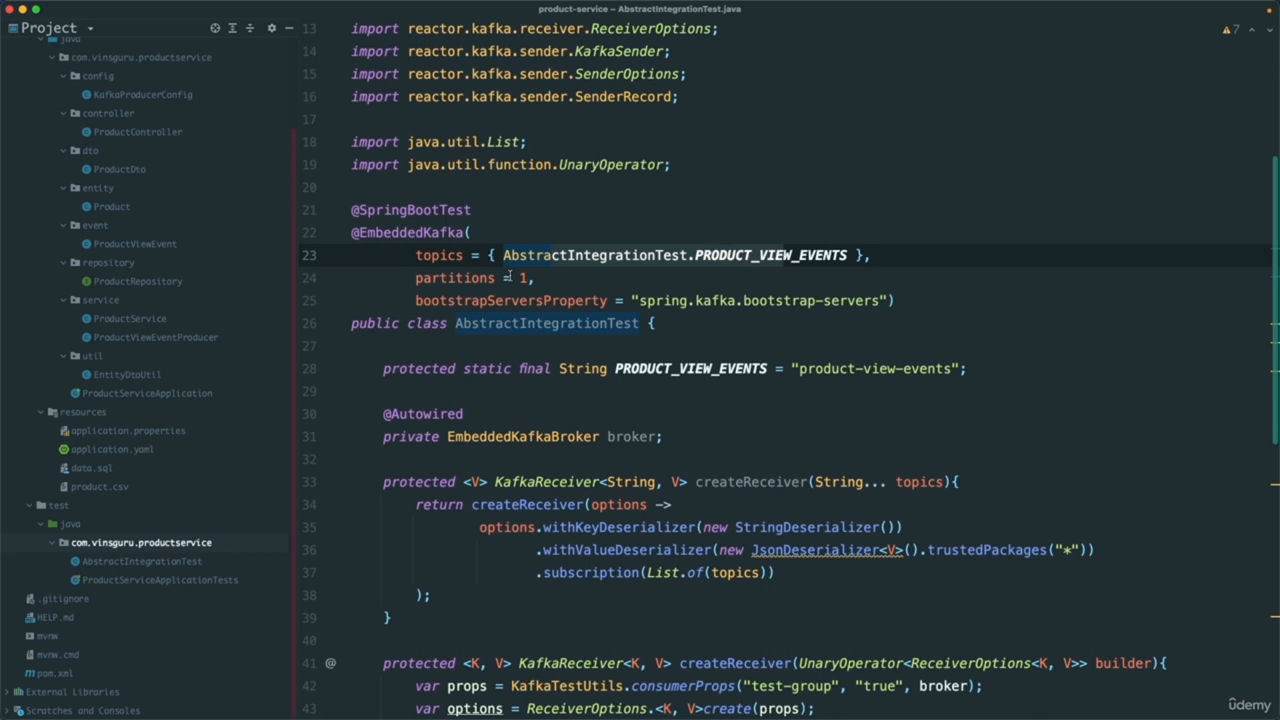 product-service – AbstractIntegrationTest.java
Project
java
com.vinsguru.productservice
config
KafkaProducerConfig
controller
ProductController
dto
ProductDto
entity
Product
event
ProductViewEvent
repository
ProductRepository
service
ProductService
ProductViewEventProducer
util
EntityDtoUtil
ProductServiceApplication
resources
application.properties
application.yaml
data.sql
product.csv
test
java
com.vinsguru.productservice
AbstractIntegrationTest
ProductServiceApplicationTests
.gitignore
HELP.md
mvnw
mvnw.cmd
pom.xml
External Libraries
Scratches and Consoles
7
13 import reactor.kafka.receiver.ReceiverOptions;
14 import reactor.kafka.sender.KafkaSender;
15 import reactor.kafka.sender.SenderOptions;
16 import reactor.kafka.sender.SenderRecord;
17
18 import java.util.List;
19 import java.util.function.UnaryOperator;
20
21 @SpringBootTest
22 @EmbeddedKafka(
23 topics = { AbstractIntegrationTest.PRODUCT_VIEW_EVENTS },
24 partitions = 1,
25 bootstrapServersProperty = "spring.kafka.bootstrap-servers")
26 public class AbstractIntegrationTest {
27
28 protected static final String PRODUCT_VIEW_EVENTS = "product-view-events";
29
30 @Autowired
31 private EmbeddedKafkaBroker broker;
32
33 protected <V> KafkaReceiver<String, V> createReceiver(String... topics){
34 return createReceiver(options ->
35 options.withKeyDeserializer(new StringDeserializer())
36 .withValueDeserializer(new JsonDeserializer<V>().trustedPackages("*"))
37 .subscription(List.of(topics))
38 );
39 }
40
41 @ protected <K, V> KafkaReceiver<K, V> createReceiver(UnaryOperator<ReceiverOptions<K, V>> builder){
42 var props = KafkaTestUtils.consumerProps("test-group", "true", broker);
43 var options = ReceiverOptions.<K, V>create(props);
ûdemy